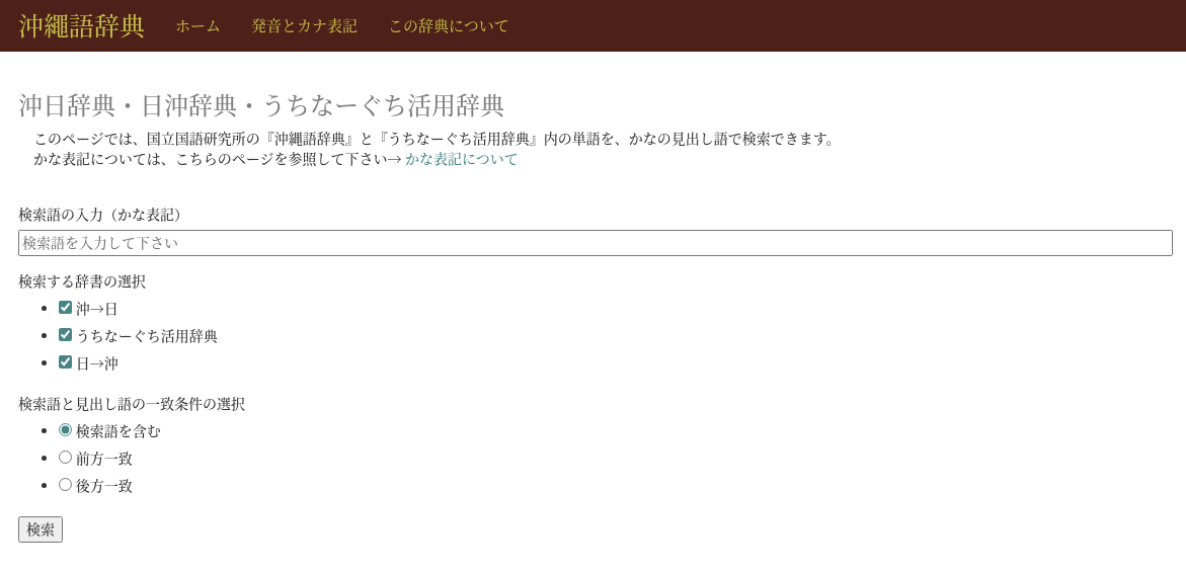 沖縄語辞典 ホーム 発音とカナ表記 この辞典について
沖日辞典・日沖辞典・うちなーぐち活用辞典
このページでは、国立国語研究所の『沖縄語辞典』と『うちなーぐち活用辞典』内の単語を、かなの見出し語で検索できます。
かな表記については、こちらのページを参照して下さい→ かな表記について
検索語の入力（かな表記）
検索語を入力して下さい
検索する辞書の選択
沖→日
うちなーぐち活用辞典
日→沖
検索語と見出し語の一致条件の選択
検索語を含む
前方一致
後方一致
検索